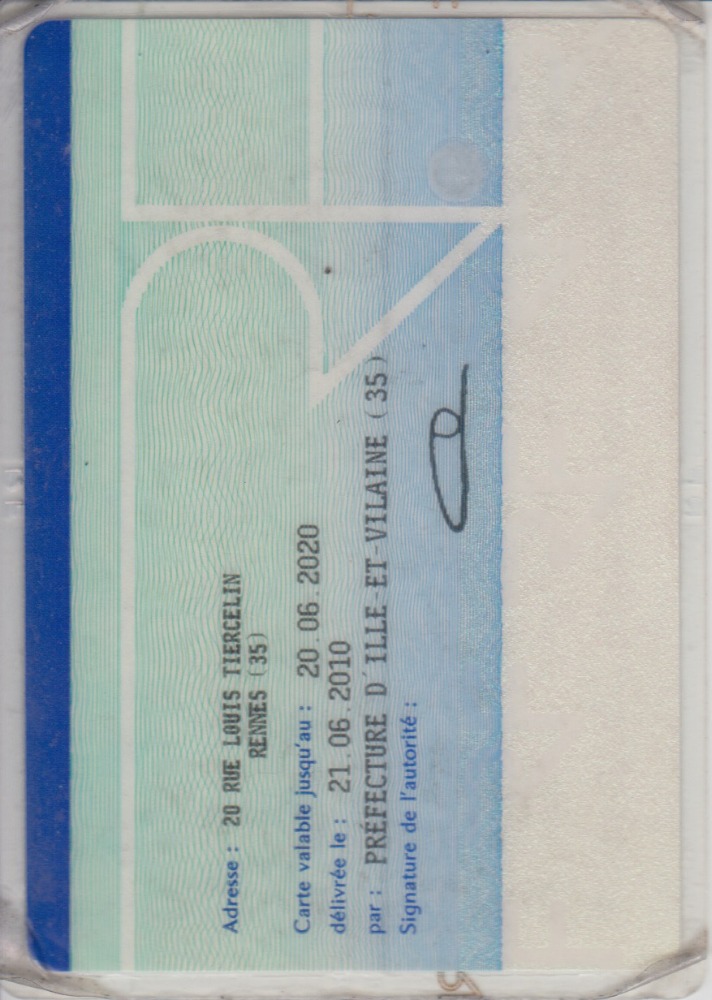 Adresse : 20 RUE LOUIS TIERCELIN
RENNES (35)
Carte valable jusqu'au : 20.06.2020
délivrée le : 21.06.2010
par : PRÉFECTURE D'ILLE-ET-VILAINE (35)
Signature de l'autorité :